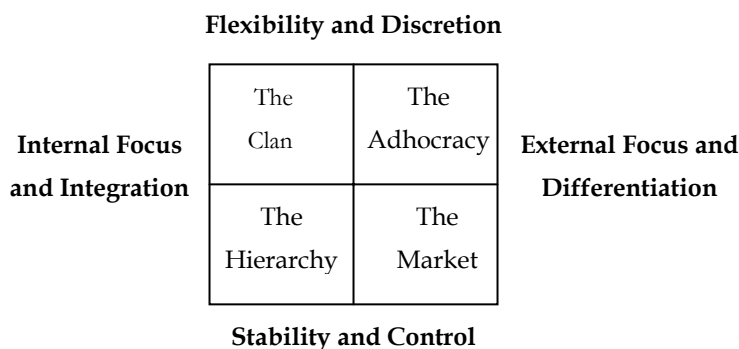 Flexibility and Discretion
The
Clan
The
Adhocracy
Internal Focus
and Integration
External Focus and
Differentiation
The
Hierarchy
The
Market
Stability and Control